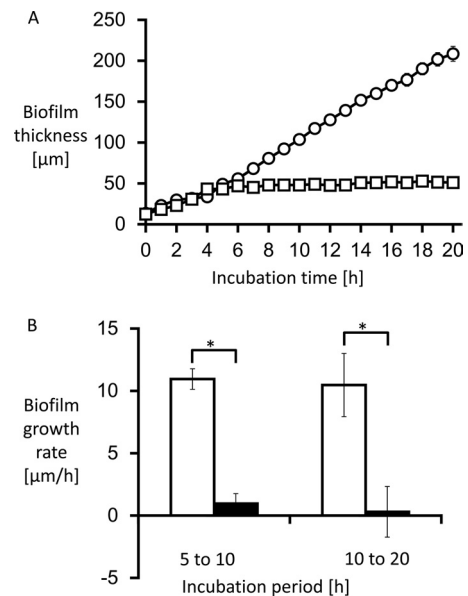 A
250
200
Biofilm
thickness
[µm]
150
100
50
0
0 2 4 6 8 10 12 14 16 18 20
Incubation time [h]
B
15
* *
10
Biofilm
growth
rate
[µm/h]
5
0
-5
5 to 10 10 to 20
Incubation period [h]